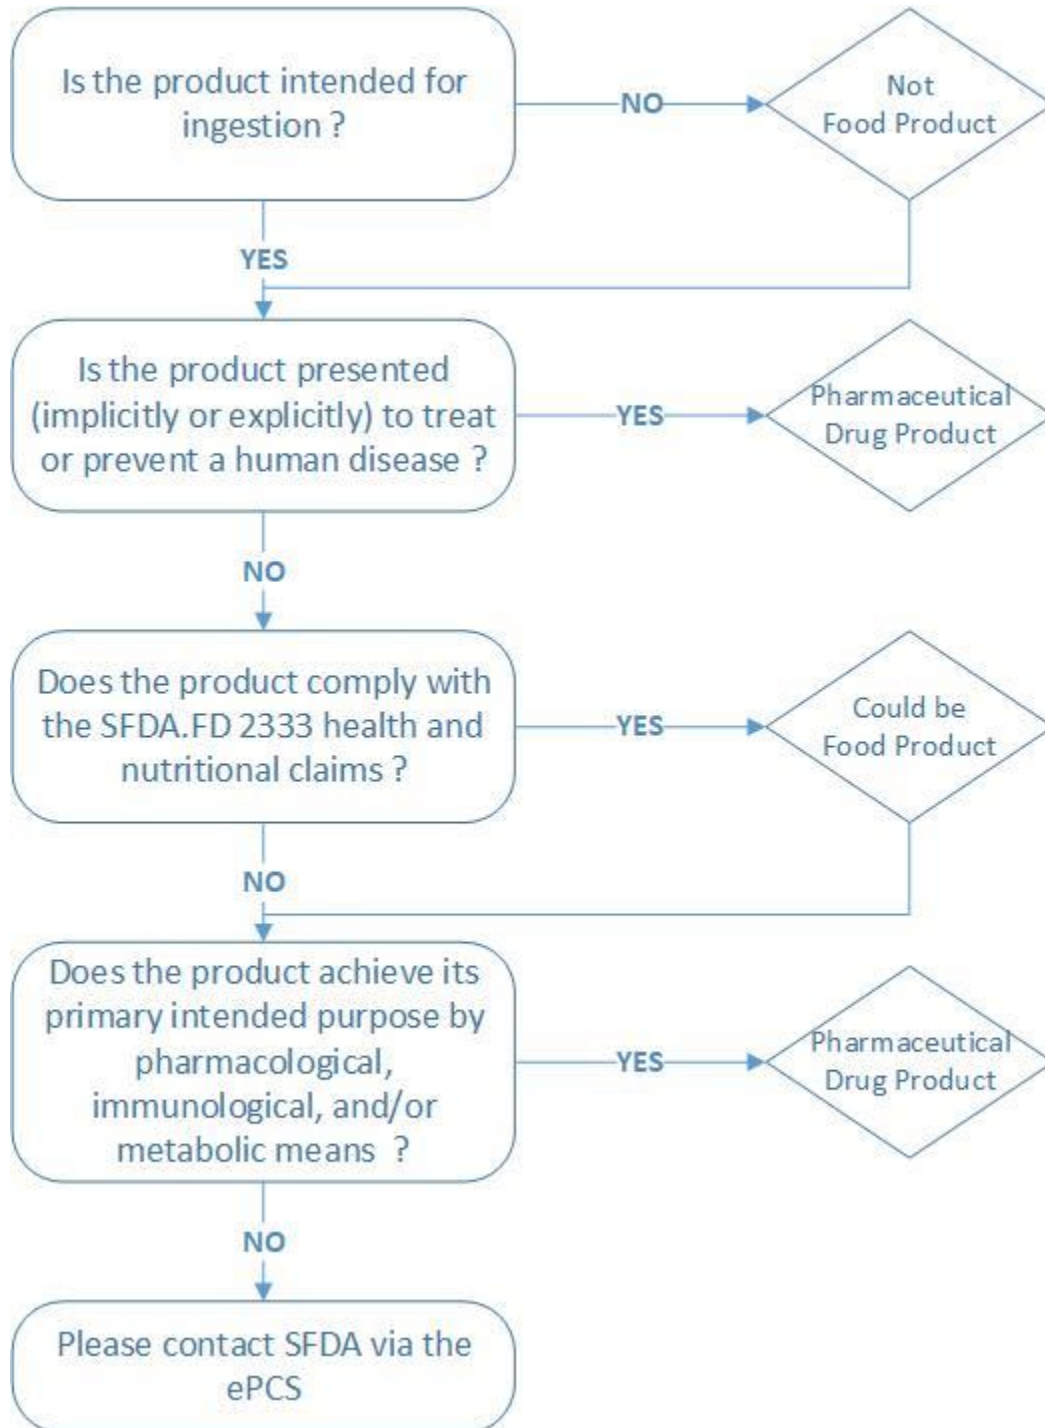 Is the product intended for
ingestion ?
NO
Not
Food Product
YES
Is the product presented
(implicitly or explicitly) to treat
or prevent a human disease ?
YES
Pharmaceutical
Drug Product
NO
Does the product comply with
the SFDA.FD 2333 health and
nutritional claims ?
YES
Could be
Food Product
NO
Does the product achieve its
primary intended purpose by
pharmacological,
immunological, and/or
metabolic means ?
YES
Pharmaceutical
Drug Product
NO
Please contact SFDA via the
ePCS